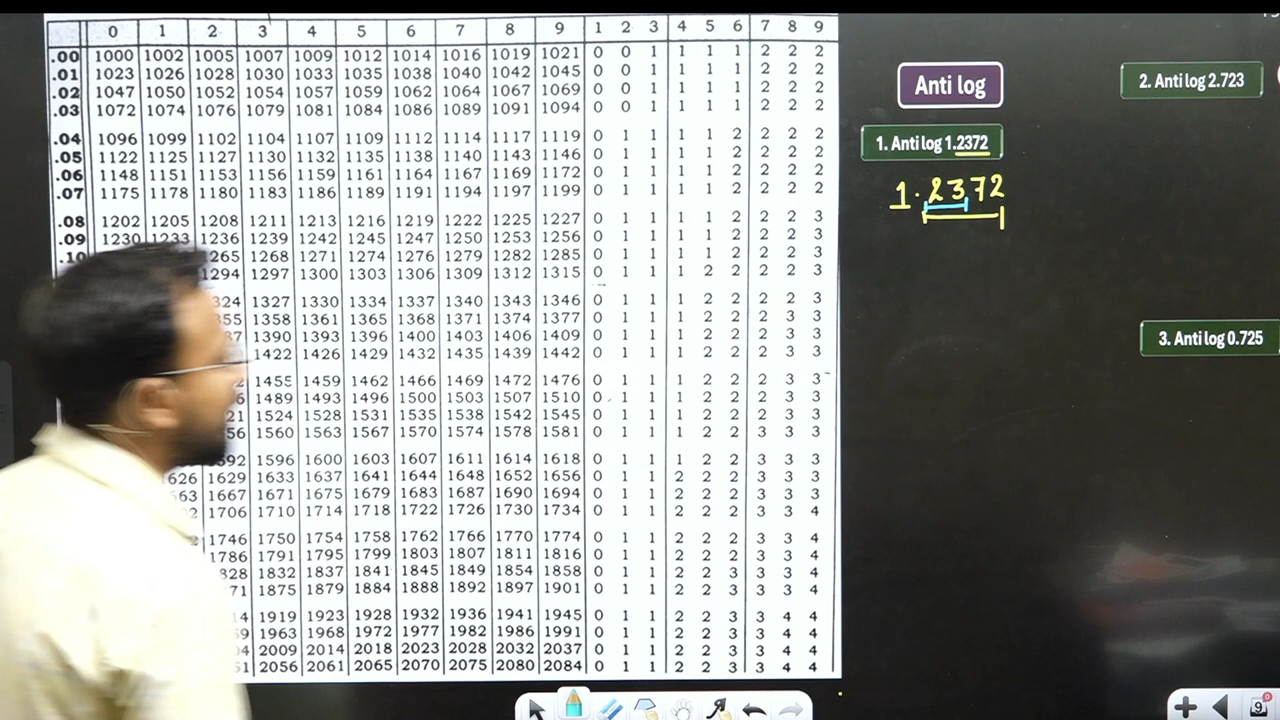 0 1 2 3 4 5 6 7 8 9 1 2 3 4 5 6 7 8 9
.00 1000 1002 1005 1007 1009 1012 1014 1016 1019 1021 0 0 1 1 1 1 2 2 2
.01 1023 1026 1028 1030 1033 1035 1038 1040 1042 1045 0 0 1 1 1 1 2 2 2
.02 1047 1050 1052 1054 1057 1059 1062 1064 1067 1069 0 0 1 1 1 1 2 2 2
.03 1072 1074 1076 1079 1081 1084 1086 1089 1091 1094 0 0 1 1 1 1 2 2 2
.04 1096 1099 1102 1104 1107 1109 1112 1114 1117 1119 0 1 1 1 1 2 2 2 2
.05 1122 1125 1127 1130 1132 1135 1138 1140 1143 1146 0 1 1 1 1 2 2 2 2
.06 1148 1151 1153 1156 1159 1161 1164 1167 1169 1172 0 1 1 1 1 2 2 2 2
.07 1175 1178 1180 1183 1186 1189 1191 1194 1197 1199 0 1 1 1 1 2 2 2 2
.08 1202 1205 1208 1211 1213 1216 1219 1222 1225 1227 0 1 1 1 1 2 2 2 3
.09 1230 1233 1236 1239 1242 1245 1247 1250 1253 1256 0 1 1 1 1 2 2 2 3
.10 265 1268 1271 1274 1276 1279 1282 1285 0 1 1 1 1 2 2 2 3
1294 1297 1300 1303 1306 1309 1312 1315 0 1 1 1 2 2 2 2 3
324 1327 1330 1334 1337 1340 1343 1346 0 1 1 1 2 2 2 2 3
355 1358 1361 1365 1368 1371 1374 1377 0 1 1 1 2 2 2 3 3
87 1390 1393 1396 1400 1403 1406 1409 0 1 1 1 2 2 2 3 3
1422 1426 1429 1432 1435 1439 1442 0 1 1 1 2 2 2 3 3
2 1455 1459 1462 1466 1469 1472 1476 0 1 1 1 2 2 2 3 3
6 1489 1493 1496 1500 1503 1507 1510 0 1 1 1 2 2 2 3 3
21 1524 1528 1531 1535 1538 1542 1545 0 1 1 1 2 2 2 3 3
56 1560 1563 1567 1570 1574 1578 1581 0 1 1 1 2 2 3 3 3
592 1596 1600 1603 1607 1611 1614 1618 0 1 1 1 2 2 3 3 3
626 1629 1633 1637 1641 1644 1648 1652 1656 0 1 1 2 2 2 3 3 3
63 1667 1671 1675 1679 1683 1687 1690 1694 0 1 1 2 2 2 3 3 3
2 1706 1710 1714 1718 1722 1726 1730 1734 0 1 1 2 2 2 3 3 4
2 1746 1750 1754 1758 1762 1766 1770 1774 0 1 1 2 2 2 3 3 4
1786 1791 1795 1799 1803 1807 1811 1816 0 1 1 2 2 2 3 3 4
828 1832 1837 1841 1845 1849 1854 1858 0 1 1 2 2 3 3 3 4
71 1875 1879 1884 1888 1892 1897 1901 0 1 1 2 2 3 3 3 4
14 1919 1923 1928 1932 1936 1941 1945 0 1 1 2 2 3 3 4 4
59 1963 1968 1972 1977 1982 1986 1991 0 1 1 2 2 3 3 4 4
04 2009 2014 2018 2023 2028 2032 2037 0 1 1 2 2 3 3 4 4
51 2056 2061 2065 2070 2075 2080 2084 0 1 1 2 2 3 3 4 4
Anti log
1. Anti log 1.2372
1.2372
2. Anti log 2.723
3. Anti log 0.725
9
0